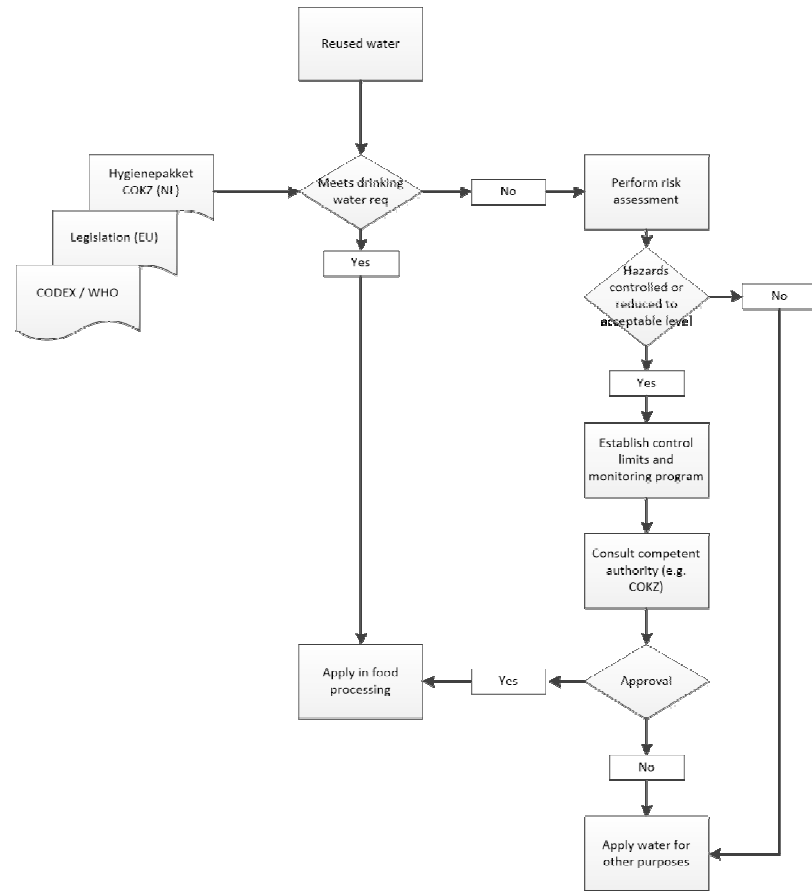 Reused water
Hygienepakket
COKZ (NL)
Meets drinking
water req
No
Perform risk
assessment
Legislation (EU)
Yes
CODEX / WHO
Hazards
controlled or
reduced to
acceptable level
No
Yes
Establish control
limits and
monitoring program
Consult competent
authority (e.g.
COKZ)
Apply in food
processing
Yes
Approval
No
Apply water for
other purposes